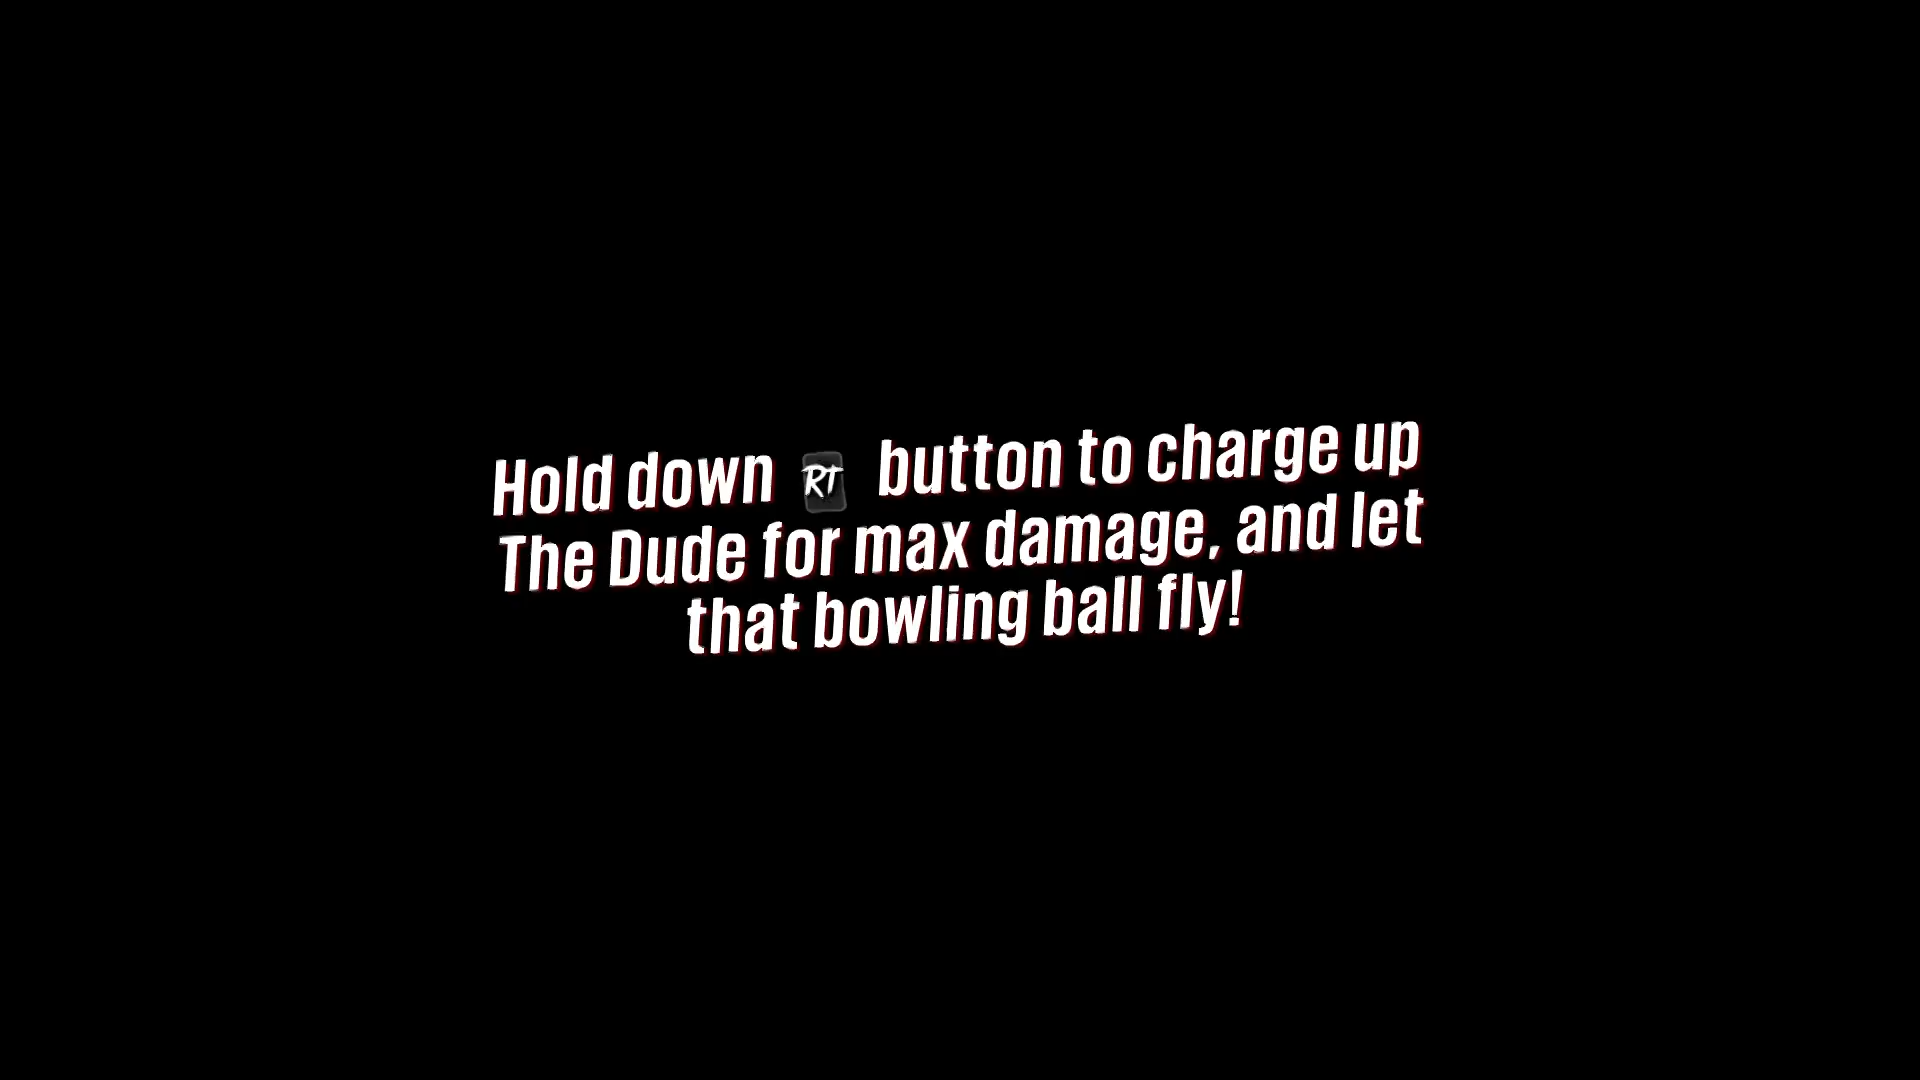 Hold down RT button to charge up
The Dude for max damage, and let
that bowling ball fly!